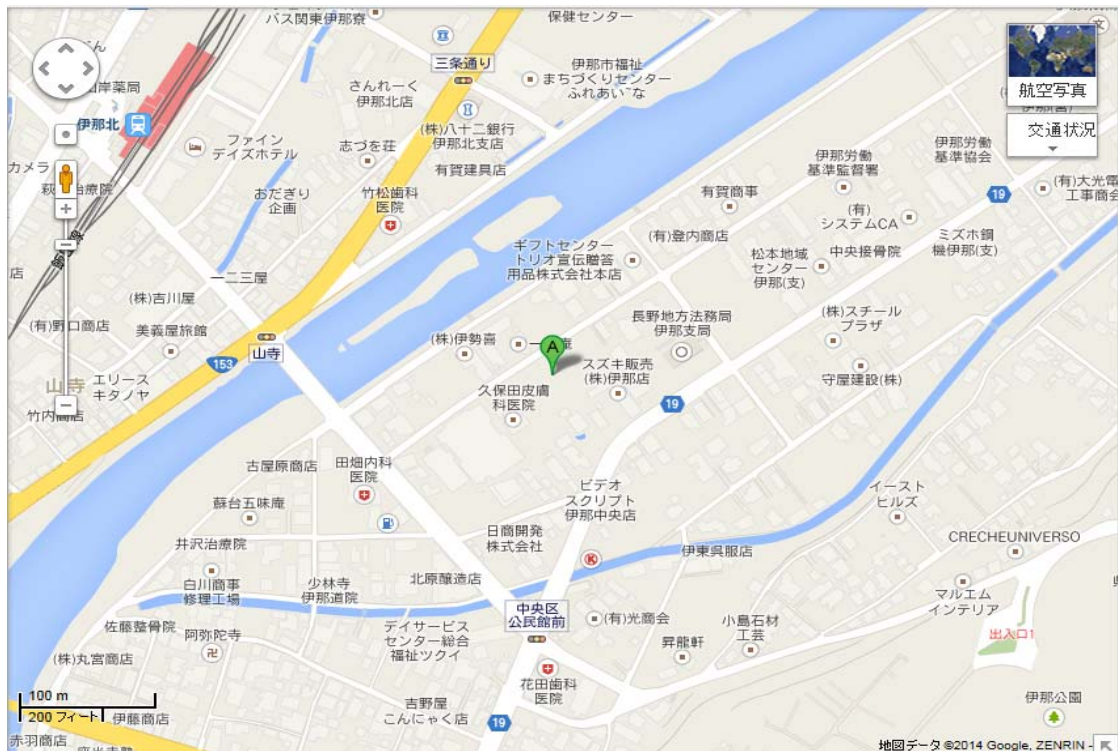 バス関東伊那寮
保健センター
三条通り
伊那市福祉
まちづくりセンター
ふれあい~な
航空写真
交通状況
さんれーく
伊那北店
(株)八十二銀行
伊那北支店
伊那北
ファイン
デイズホテル
志づを荘
有賀建具店
伊那労働
基準監督署
伊那労働
基準協会
カメラ
竹松歯科
医院
おだぎり
企画
有賀商事
19
(有)大光電
工事商会
(有)
システムCA
(有)登内商店
ギフトセンター
トリオ宣伝贈答
用品株式会社本店
松本地域
センター
伊那(支)
中央接骨院
ミズホ鋼
機伊那(支)
店
一二三屋
(株)吉川屋
(有)野口商店
美義屋旅館
山寺
153
(株)伊勢喜
A
長野地方法務局
伊那支局
(株)スチール
プラザ
スズキ販売
(株)伊那店
守屋建設(株)
山寺
エリース
キタノヤ
竹内商店
久保田皮膚
科医院
19
古屋原商店
田畑内科
医院
蘇台五味庵
ビデオ
スクリプト
伊那中央店
イースト
ヒルズ
日商開発
株式会社
井沢治療院
伊東呉服店
CRECHEUNIVERSO
白川商事
修理工場
少林寺
伊那道院
北原醸造店
K
マルエム
インテリア
中央区
公民館前
(有)光商会
小島石材
工芸
出入口1
佐藤整骨院
阿弥陀寺
デイサービス
センター総合
福祉ツクイ
昇龍軒
(株)丸宮商店
花田歯科
医院
伊那公園
100 m
200 フィート
伊藤商店
吉野屋
こんにゃく店
19
赤羽商店
地図データ ©2014 Google, ZENRIN -